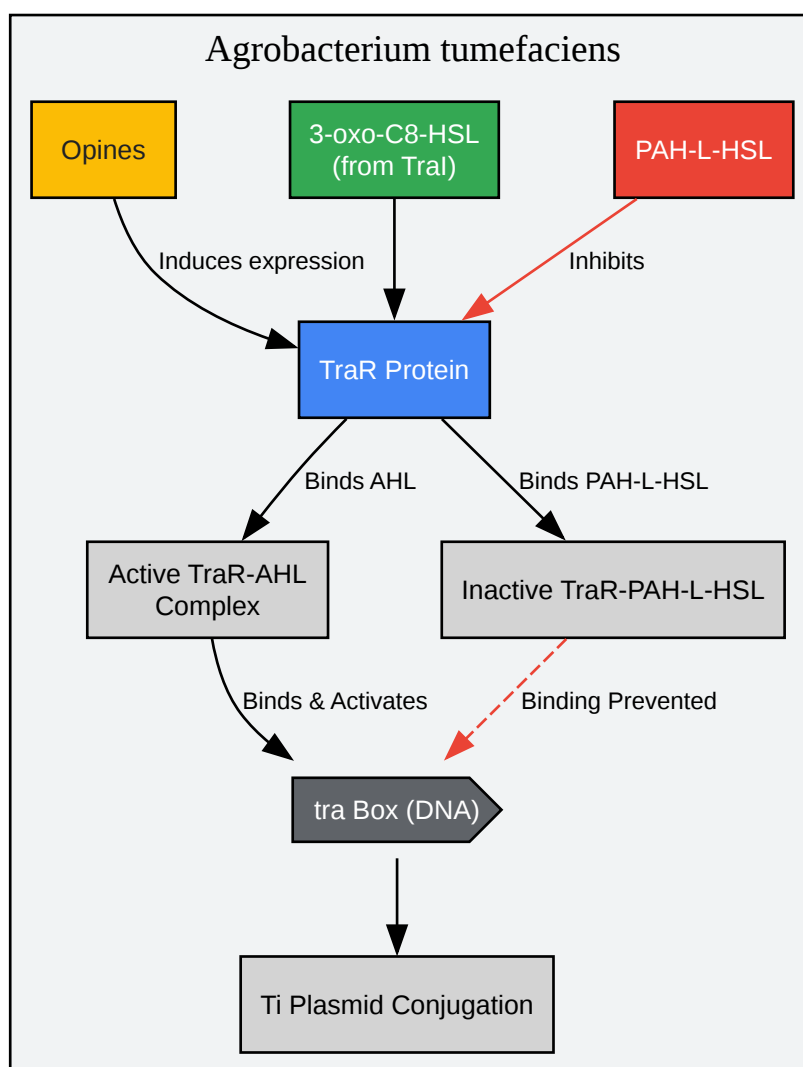 Agrobacterium tumefaciens
Opines
3-oxo-C8-HSL
(from TraI)
PAH-L-HSL
Induces expression
Inhibits
TraR Protein
Binds AHL
Binds PAH-L-HSL
Active TraR-AHL
Complex
Inactive TraR-PAH-L-HSL
Binds & Activates
Binding Prevented
tra Box (DNA)
Ti Plasmid Conjugation